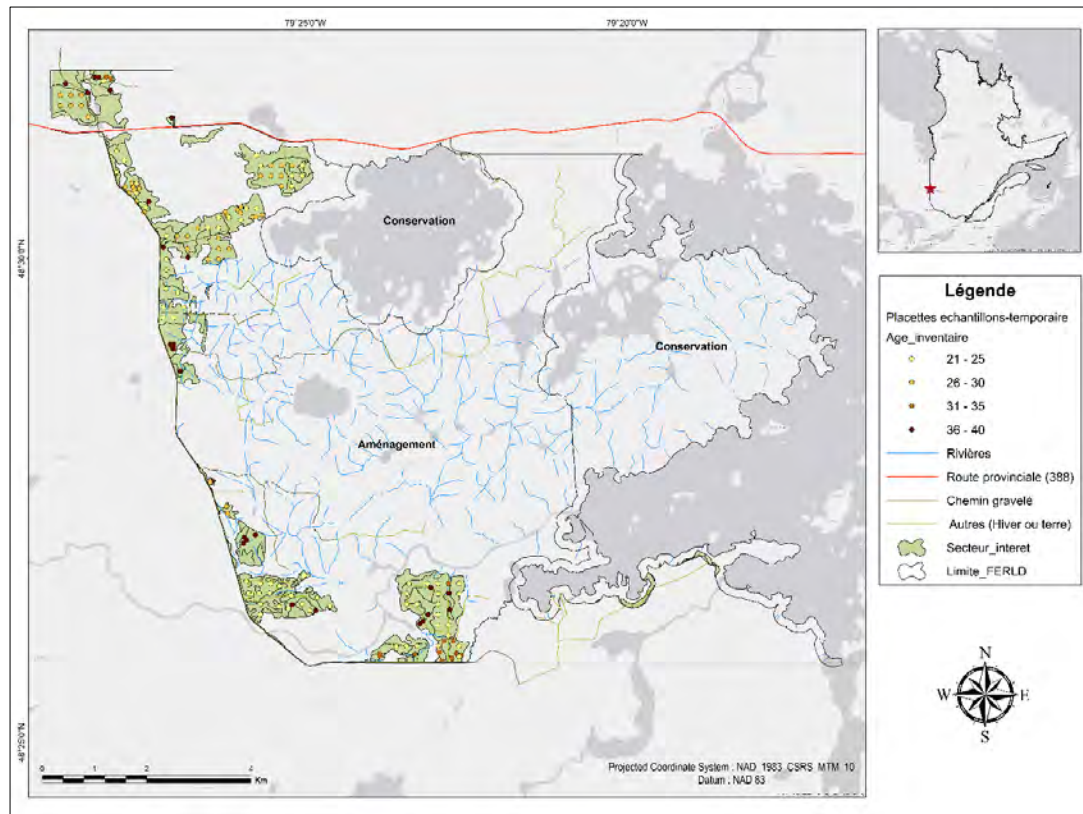 79°25'0"W 79°20'0"W
48°30'0"N
48°25'0"N
Conservation
Conservation
Aménagement
0 1 2 4
Km
Projected Coordinate System : NAD_1983_CSRS_MTM_10
Datum : NAD 83
Légende
Placettes echantillons-temporaire
Age_inventaire
21 - 25
26 - 30
31 - 35
36 - 40
Rivières
Route provinciale (388)
Chemin gravelé
Autres (Hiver ou terre)
Secteur_interet
Limite_FERLD
N
W E
S